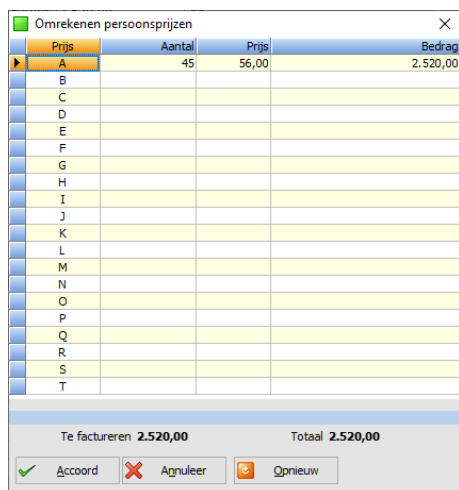 Omrekenen persoonsprijzen
Prijs Aantal Prijs Bedrag
A 45 56,00 2.520,00
B
C
D
E
F
G
H
I
J
K
L
M
N
O
P
Q
R
S
T
Te factureren 2.520,00 Totaal 2.520,00
Accoord Annuleer Opnieuw